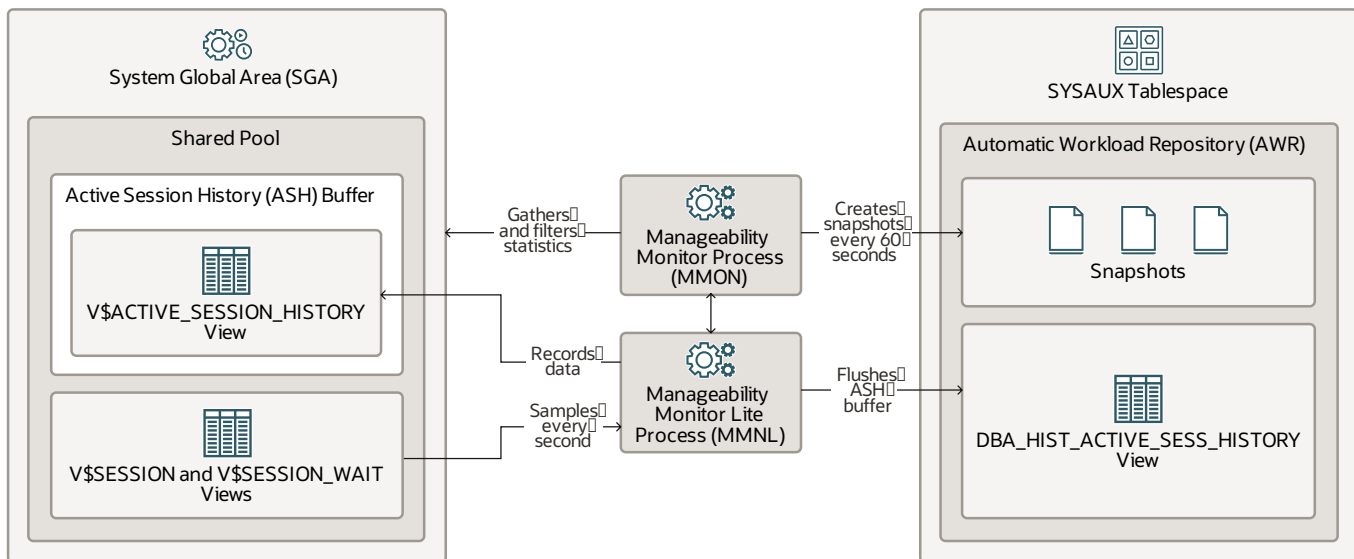 System Global Area (SGA)
Shared Pool
Active Session History (ASH) Buffer
V$ACTIVE_SESSION_HISTORY
View
V$SESSION and V$SESSION_WAIT
Views
Gathers
and filters
statistics
Records
data
Samples
every
second
Manageability
Monitor Process
(MMON)
Manageability
Monitor Lite
Process (MMNL)
Creates
snapshots
every 60
seconds
Flushes
ASH
buffer
SYSAUX Tablespace
Automatic Workload Repository (AWR)
Snapshots
DBA_HIST_ACTIVE_SESS_HISTORY
View